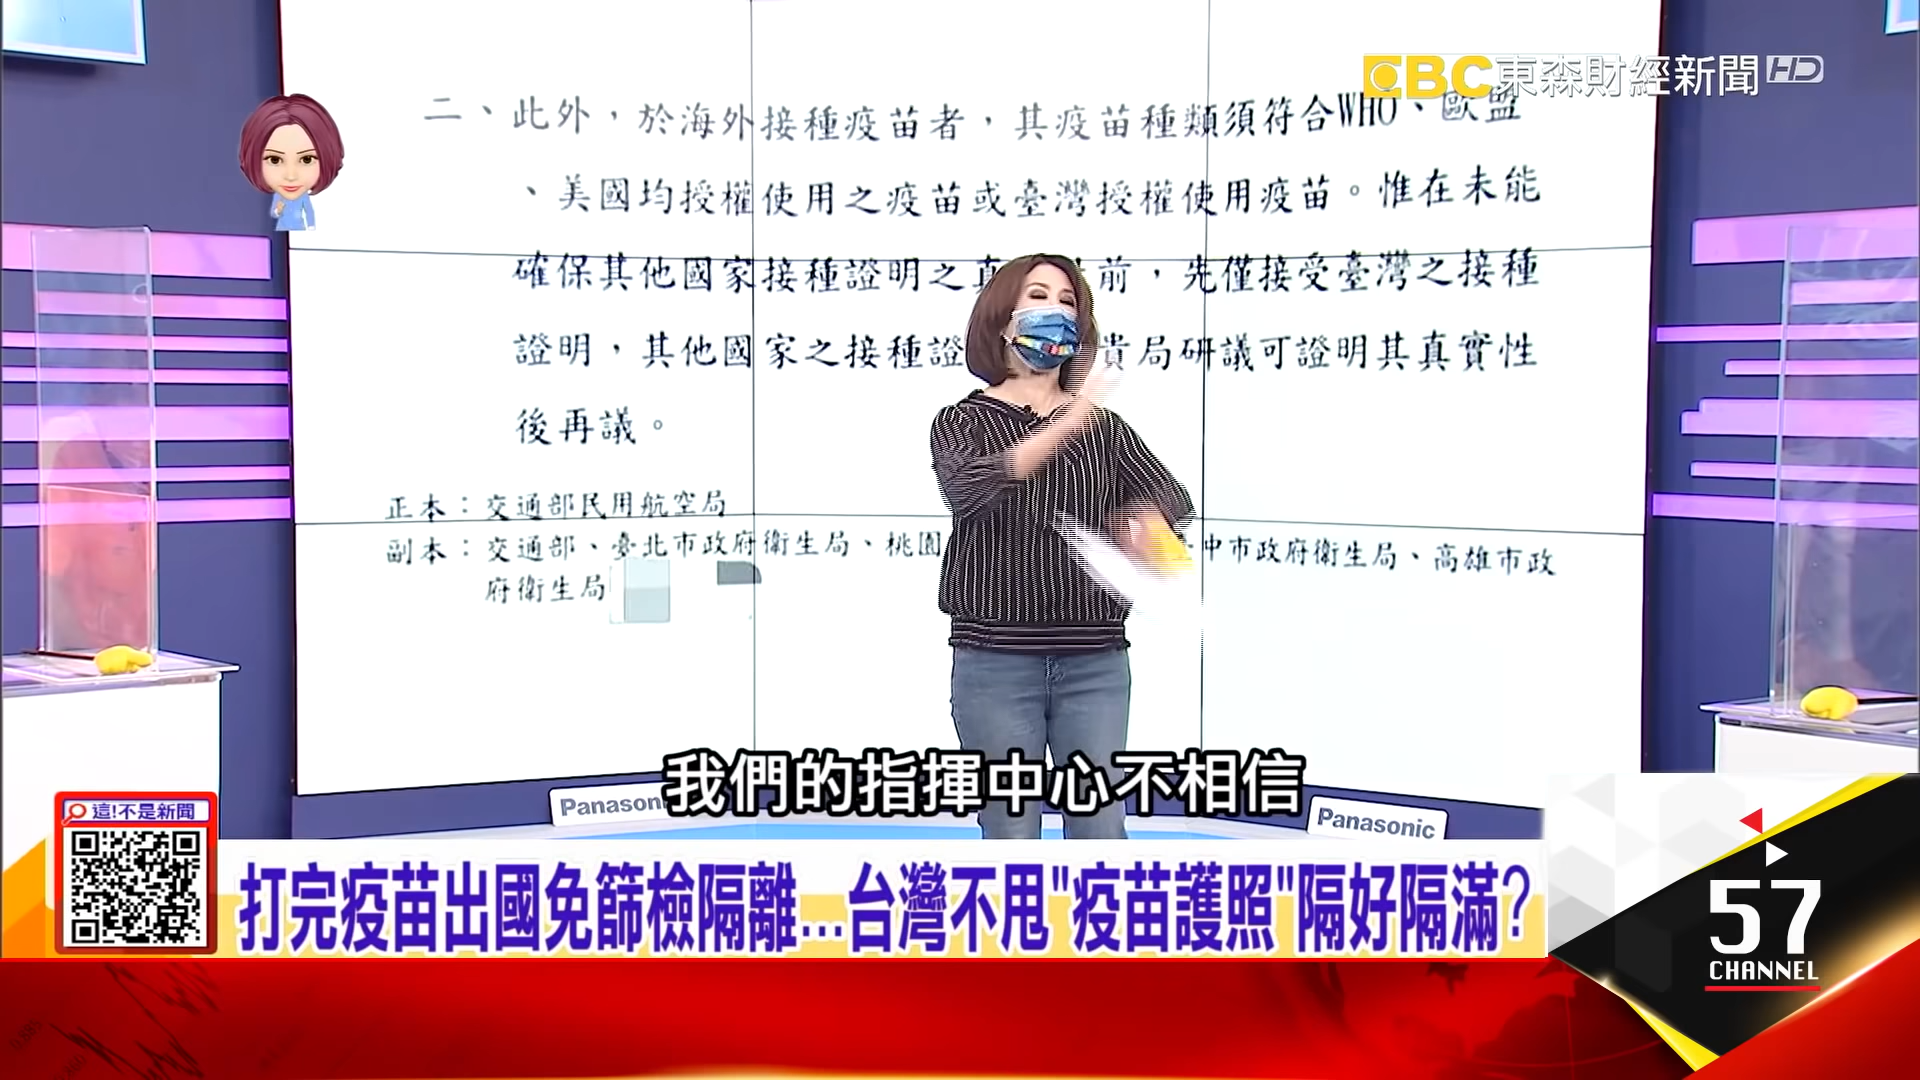 EBC 東森財經新聞 HD
二、此外，於海外接種疫苗者，其疫苗種類須符合WHO、歐盟
、美國均授權使用之疫苗或臺灣授權使用疫苗。惟在未能
確保其他國家接種證明之真 前，先僅接受臺灣之接種
證明，其他國家之接種證 貴局研議可證明其真實性
後再議。
正本：交通部民用航空局
副本：交通部、臺北市政府衛生局、桃園 中市政府衛生局、高雄市政
府衛生局
Panasonic
Panasonic
我們的指揮中心不相信
這!不是新聞
打完疫苗出國免篩檢隔離...台灣不甩"疫苗護照"隔好隔滿?
57
CHANNEL